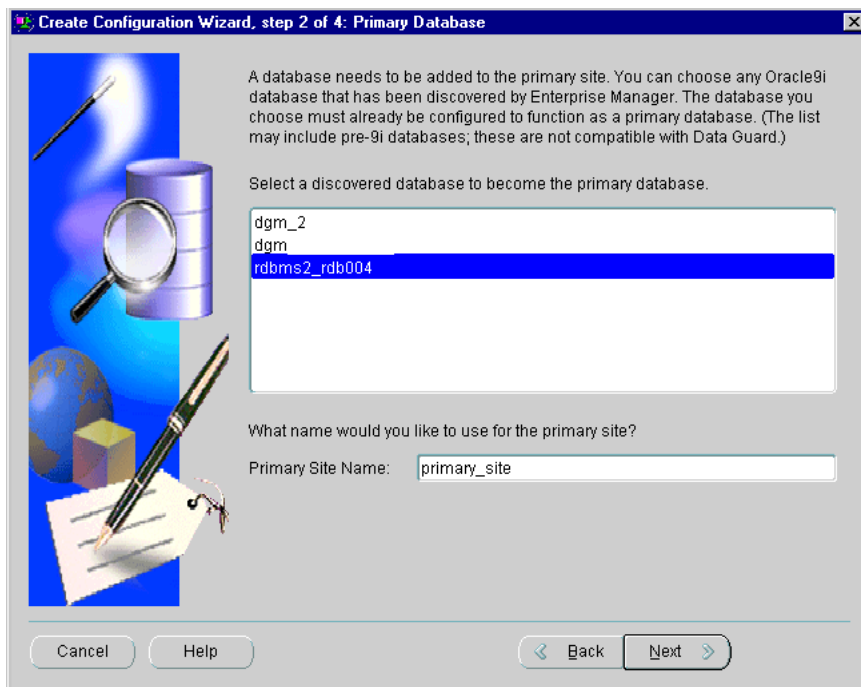 Create Configuration Wizard, step 2 of 4: Primary Database
A database needs to be added to the primary site. You can choose any Oracle9i
database that has been discovered by Enterprise Manager. The database you
choose must already be configured to function as a primary database. (The list
may include pre-9i databases; these are not compatible with Data Guard.)
Select a discovered database to become the primary database.
dgm_2
dgm
rdbms2_rdb004
What name would you like to use for the primary site?
Primary Site Name: primary_site
Cancel Help Back Next